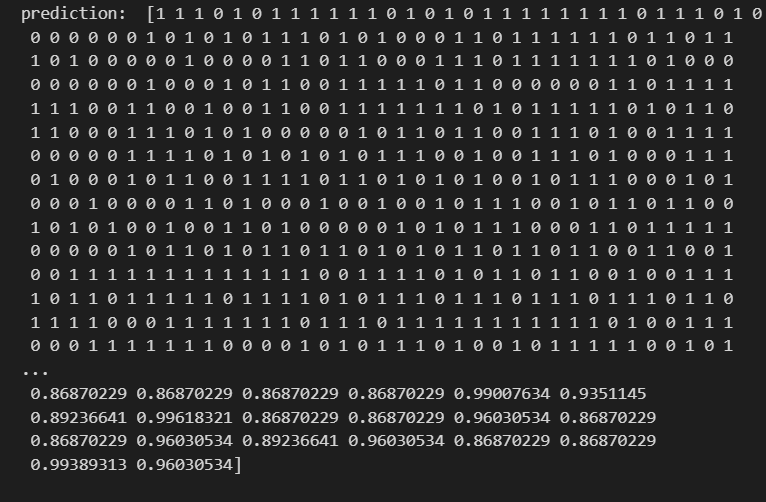 prediction:  [1 1 1 0 1 0 1 1 1 1 1 1 0 1 0 1 0 1 1 1 1 1 1 1 1 0 1 1 1 0 1 0
0 0 0 0 0 0 1 0 1 0 1 0 1 1 1 0 1 0 1 0 0 0 1 1 0 1 1 1 1 1 1 0 1 1 0 1 1
1 0 1 0 0 0 0 0 1 0 0 0 0 1 1 0 1 1 0 0 0 1 1 1 0 1 1 1 1 1 1 1 0 1 0 0 0
0 0 0 0 0 0 1 0 0 0 1 0 1 1 0 0 1 1 1 1 1 0 1 1 0 0 0 0 0 0 1 1 0 1 1 1 1
1 1 1 0 0 1 1 0 0 1 0 0 1 1 0 0 1 1 1 1 1 1 1 0 1 0 1 1 1 1 1 0 1 0 1 1 0
1 1 0 0 0 1 1 1 0 1 0 1 0 0 0 0 0 1 0 1 1 0 1 1 0 0 1 1 1 0 1 0 0 1 1 1 1
0 0 0 0 0 1 1 1 1 0 1 0 1 0 1 0 1 0 1 1 1 0 0 1 0 0 1 1 1 0 1 0 0 0 1 1 1
0 1 0 0 0 1 0 1 1 0 0 1 1 1 1 0 1 1 0 1 0 1 0 1 0 0 1 0 1 1 1 0 0 0 1 0 1
0 0 0 1 0 0 0 0 1 1 0 1 0 0 0 1 0 0 1 0 0 1 0 1 1 1 0 0 1 0 1 1 0 1 1 0 0
1 0 1 0 1 0 0 1 0 0 1 1 0 1 0 0 0 0 0 1 0 1 0 1 1 1 0 0 0 1 1 0 1 1 1 1 1
0 0 0 0 0 1 0 1 1 0 1 0 1 1 0 1 1 0 1 0 1 0 1 1 0 1 1 0 1 1 0 0 1 1 0 0 1
0 0 1 1 1 1 1 1 1 1 1 1 1 1 1 0 0 1 1 1 1 0 1 0 1 1 0 1 1 0 0 1 0 0 1 1 1
1 0 1 1 0 1 1 1 1 1 0 1 1 1 1 0 1 0 1 1 1 0 1 1 1 0 1 1 1 0 1 1 1 0 1 1 0
1 1 1 1 0 0 0 1 1 1 1 1 1 1 0 1 1 1 0 1 1 1 1 1 1 1 1 1 1 1 0 1 0 0 1 1 1
0 0 0 1 1 1 1 1 1 1 0 0 0 0 1 0 1 0 1 1 1 0 1 0 0 1 0 1 1 1 1 1 0 0 1 0 1
...
0.86870229 0.86870229 0.86870229 0.86870229 0.99007634 0.9351145
0.89236641 0.99618321 0.86870229 0.86870229 0.96030534 0.86870229
0.86870229 0.96030534 0.89236641 0.96030534 0.86870229 0.86870229
0.99389313 0.96030534]